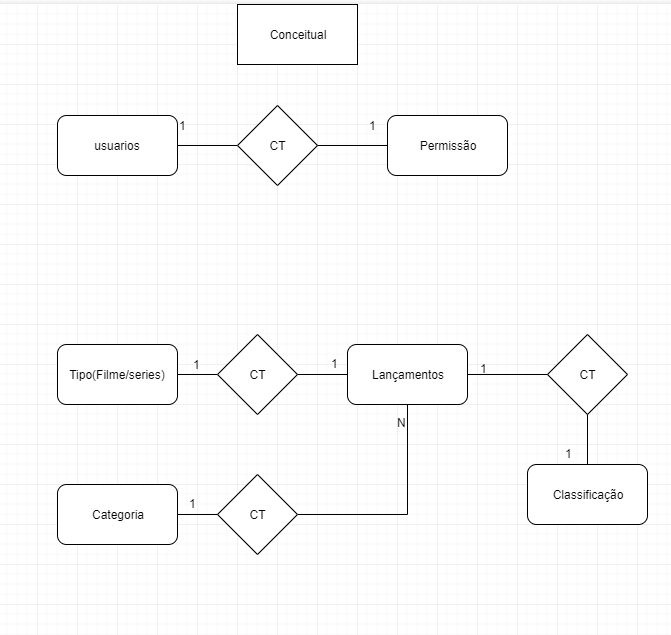 Conceitual
usuarios
1
CT
1
Permissão
Tipo(Filme/series)
1
CT
1
Lançamentos
1
CT
N
1
Classificação
Categoria
1
CT